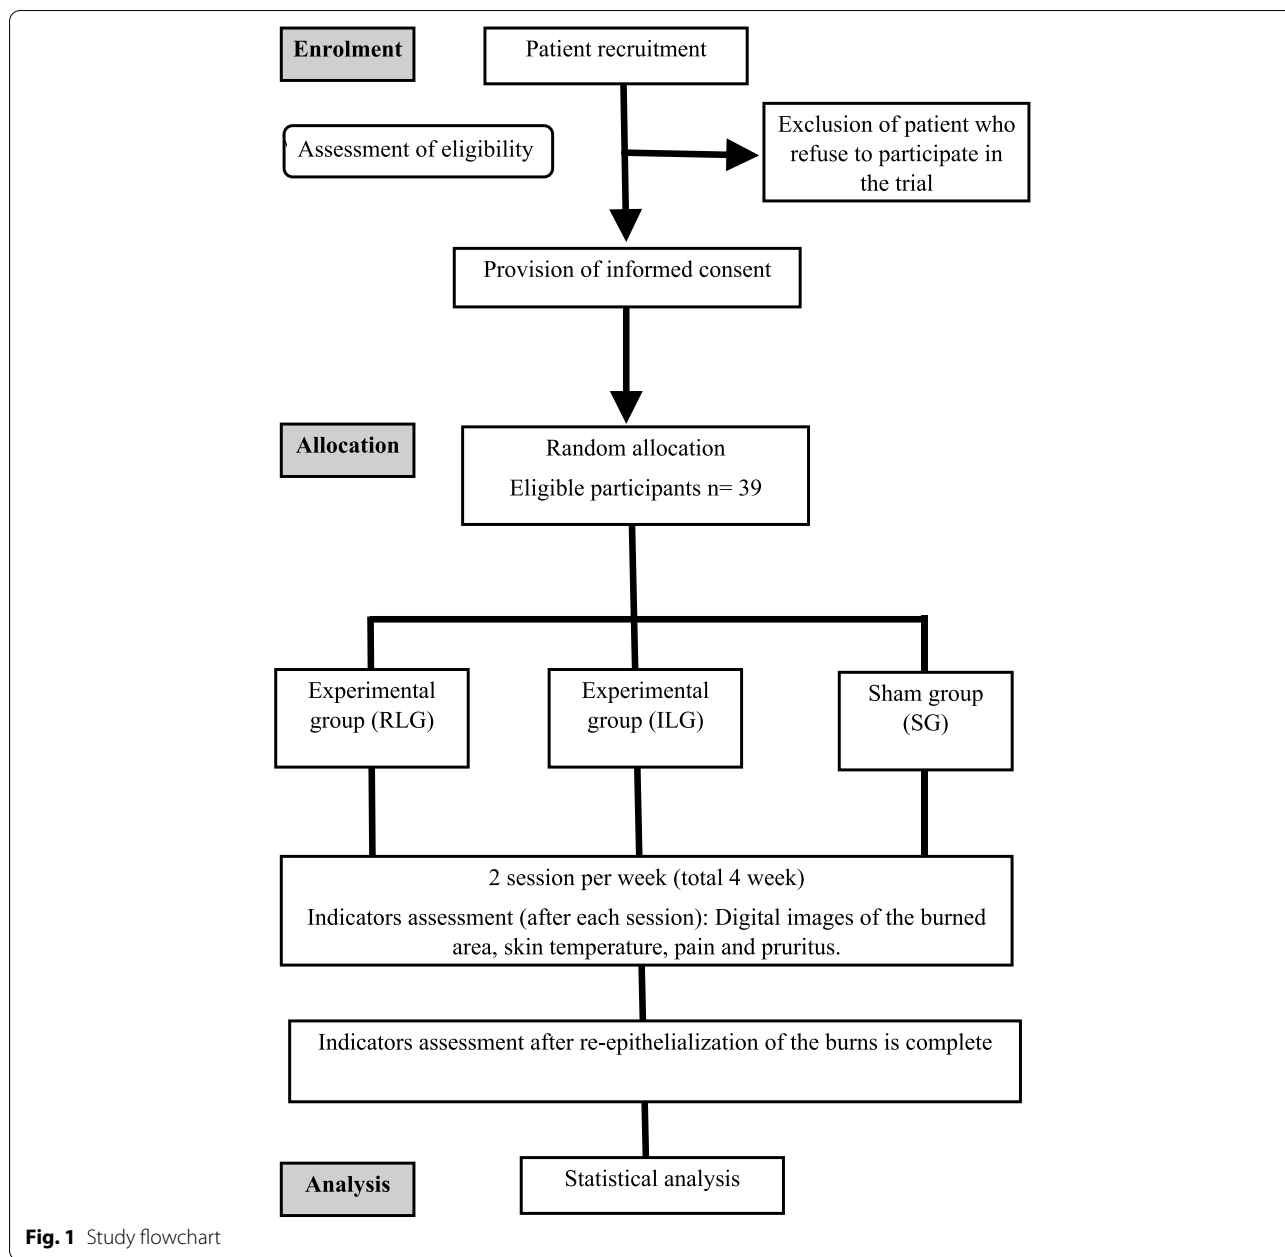 Enrolment
Patient recruitment
Assessment of eligibility
Exclusion of patient who
refuse to participate in
the trial
Provision of informed consent
Allocation
Random allocation
Eligible participants n= 39
Experimental
group (RLG)
Experimental
group (ILG)
Sham group
(SG)
2 session per week (total 4 week)
Indicators assessment (after each session): Digital images of the burned
area, skin temperature, pain and pruritus.
Indicators assessment after re-epithelialization of the burns is complete
Analysis
Statistical analysis
Fig. 1 Study flowchart